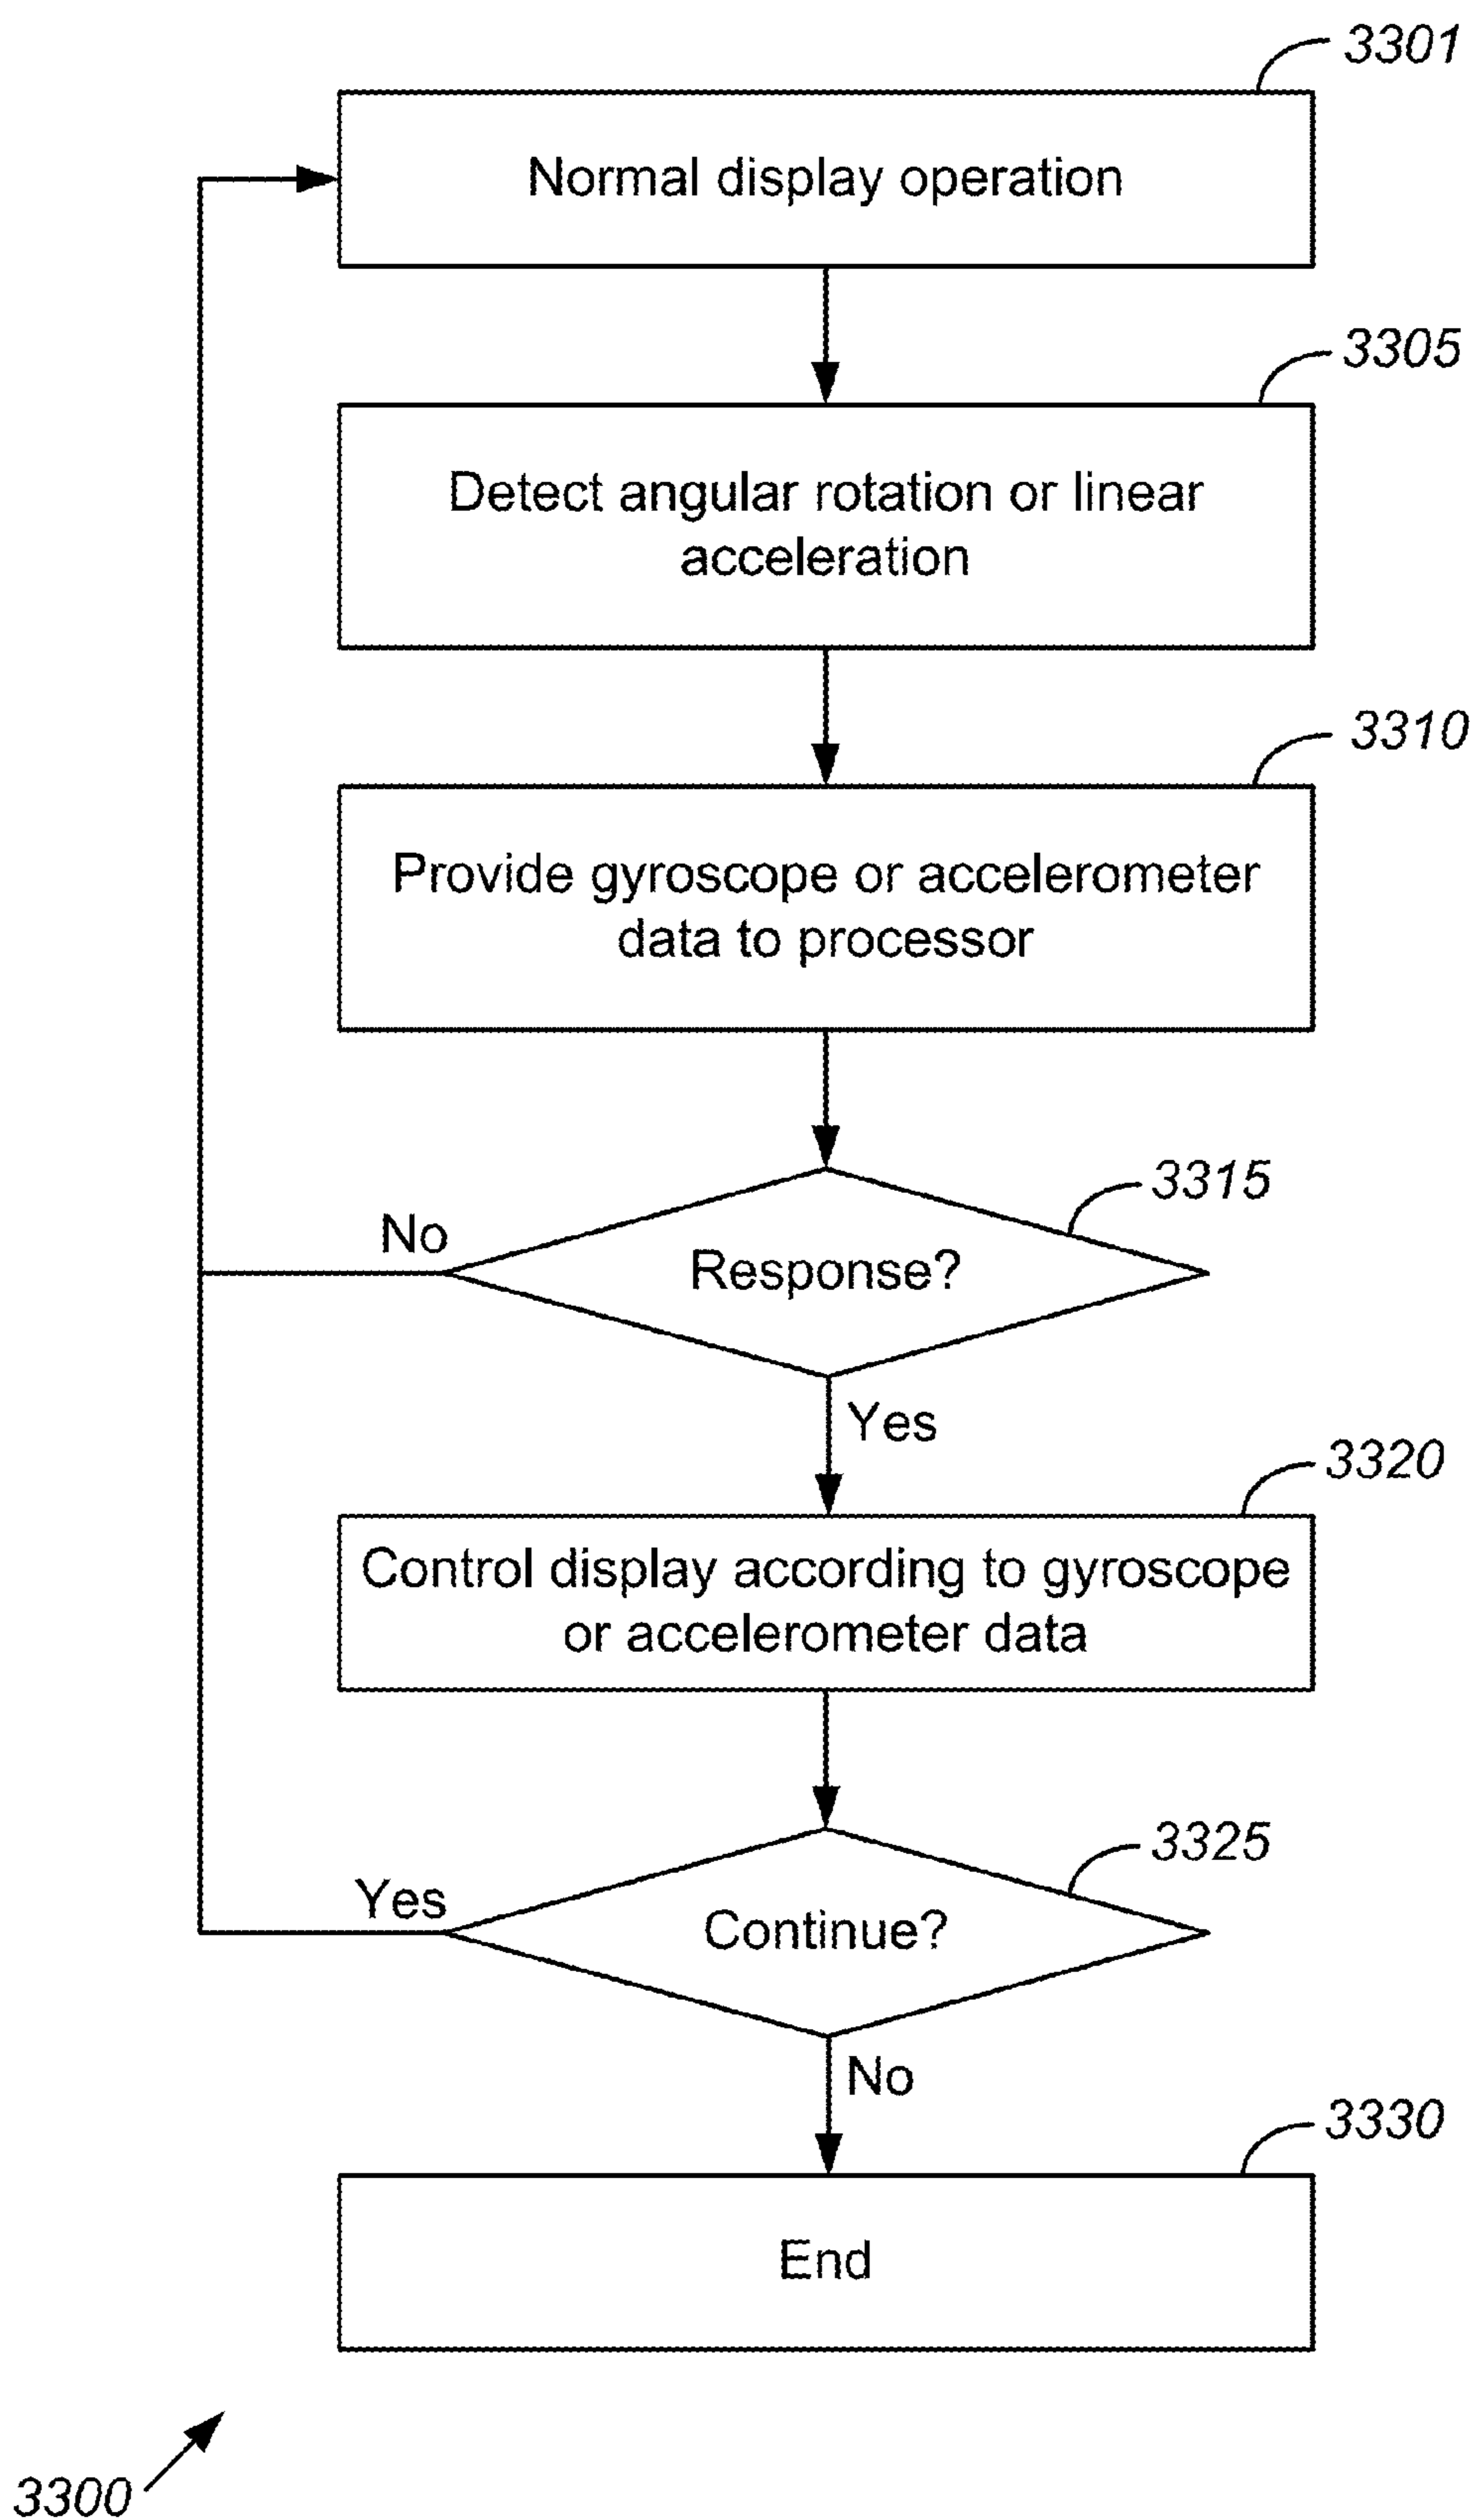 3301
Normal display operation
3305
Detect angular rotation or linear
acceleration
3310
Provide gyroscope or accelerometer
data to processor
3315
No
Response?
Yes
3320
Control display according to gyroscope
or accelerometer data
3325
Yes
Continue?
No
3330
End
3300